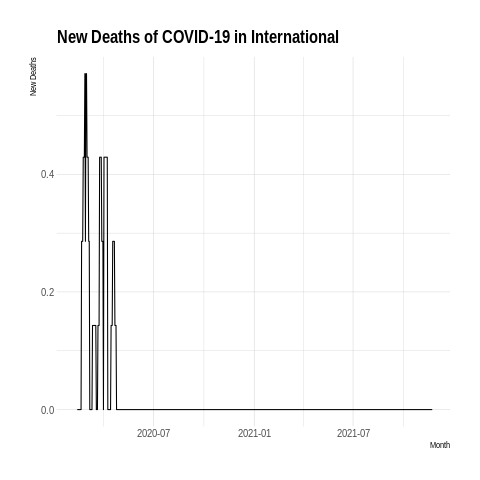 New Deaths of COVID-19 in International
New Deaths
0.4
0.2
0.0
2020-07 2021-01 2021-07
Month